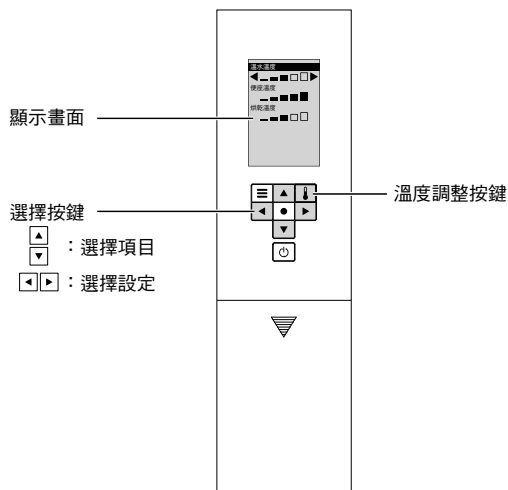 溫水溫度
便座溫度
烘乾溫度
顯示畫面
溫度調整按鍵
選擇按鍵
：選擇項目
：選擇設定